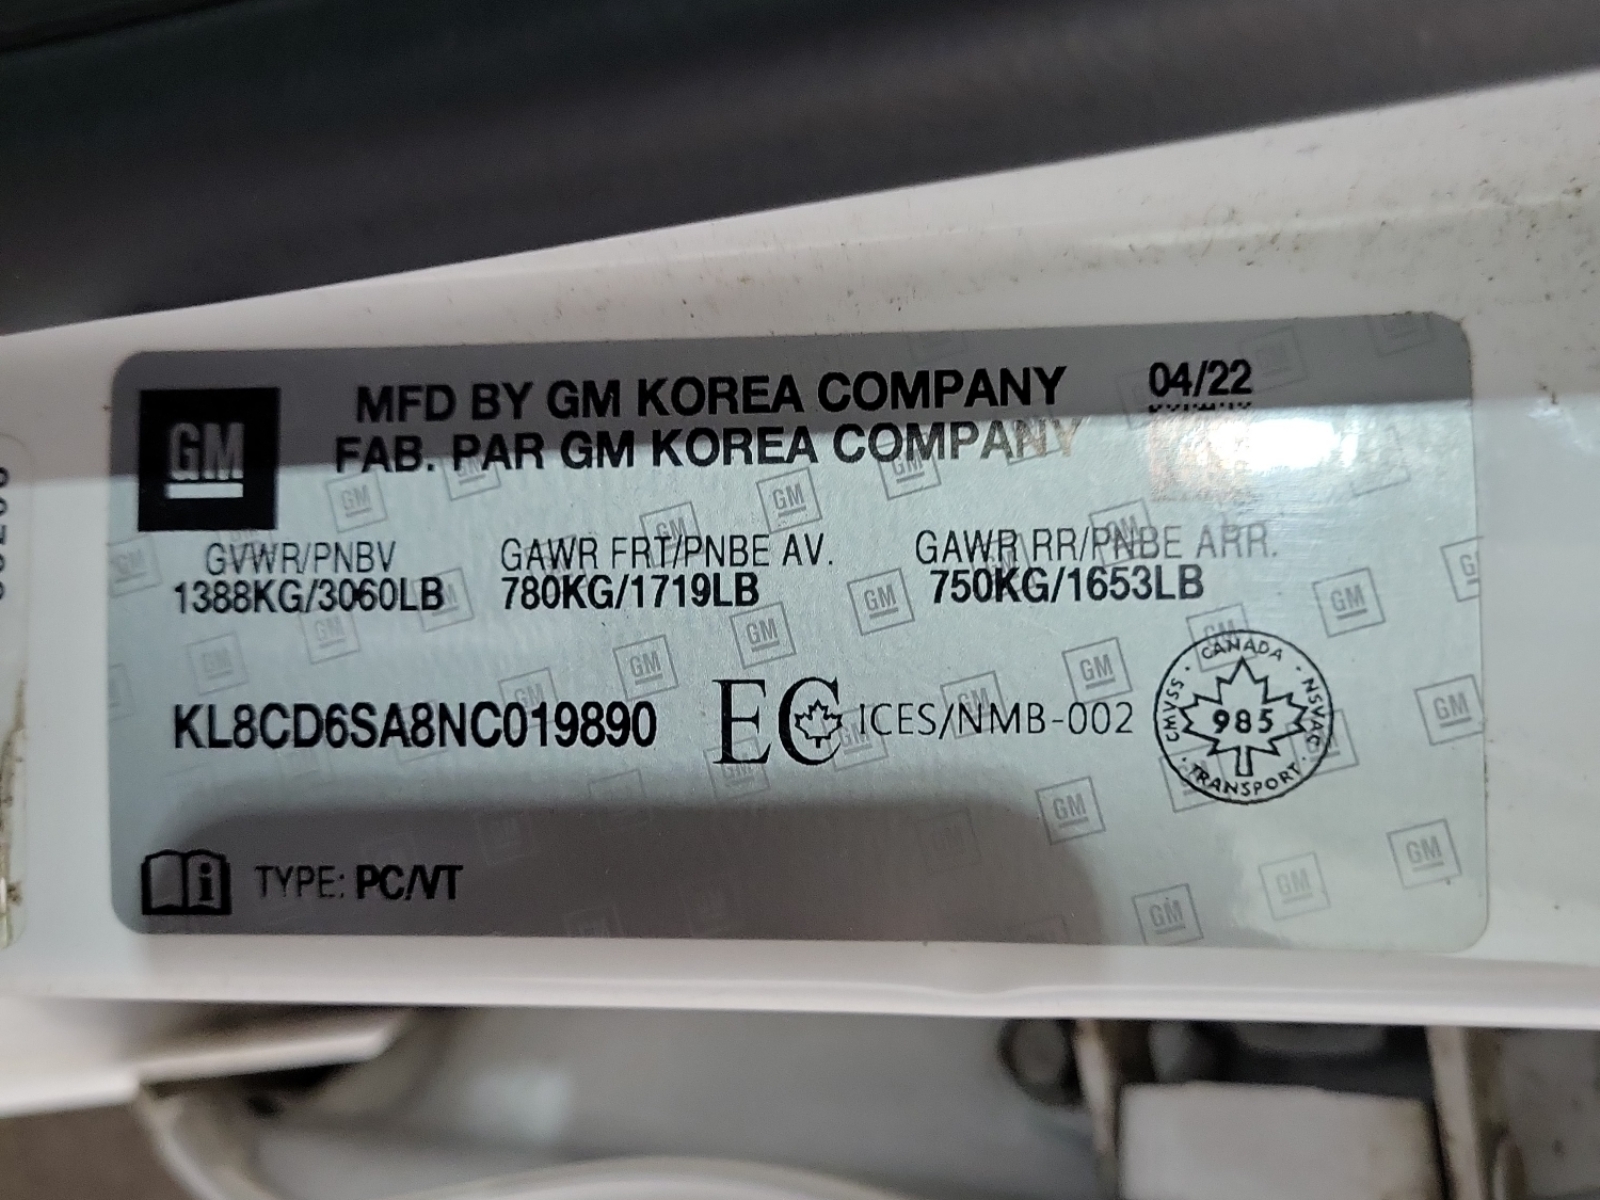 GM
MFD BY GM KOREA COMPANY 04/22
FAB. PAR GM KOREA COMPANY
GVWR/PNBV GAWR FRT/PNBE AV. GAWR RR/PNBE ARR.
1388KG/3060LB 780KG/1719LB 750KG/1653LB
KL8CD6SA8NC019890 EC ICES/NMB-002
CANADA
CMVSS 985 NSVAC
TRANSPORT
i TYPE: PC/VT